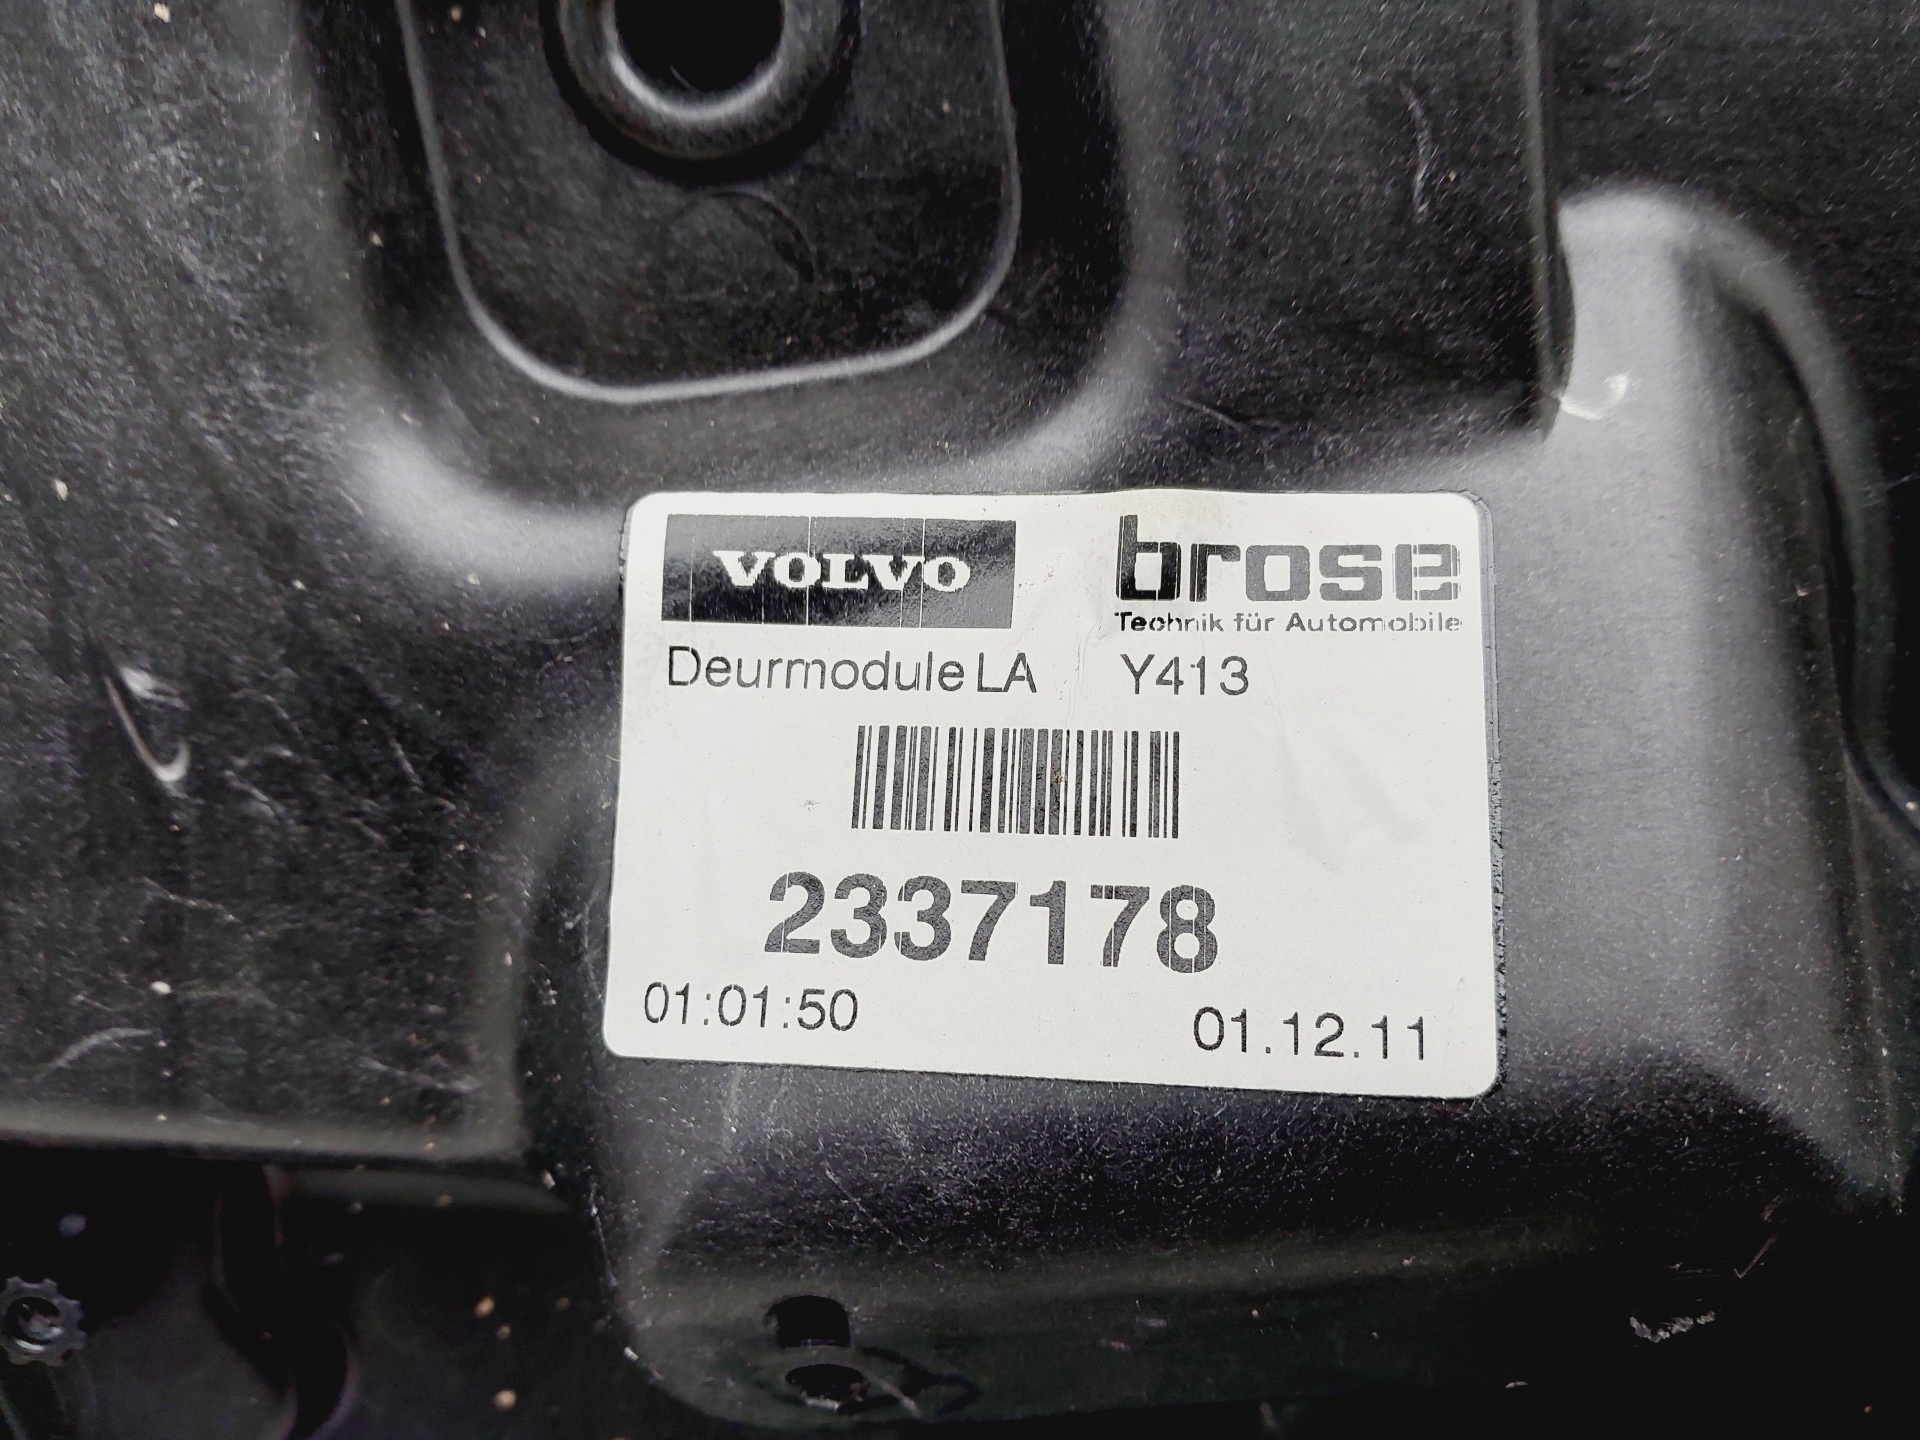 VOLVO
brose
Technik für Automobile
Deurmodule LA Y413
2337178
01:01:50 01.12.11